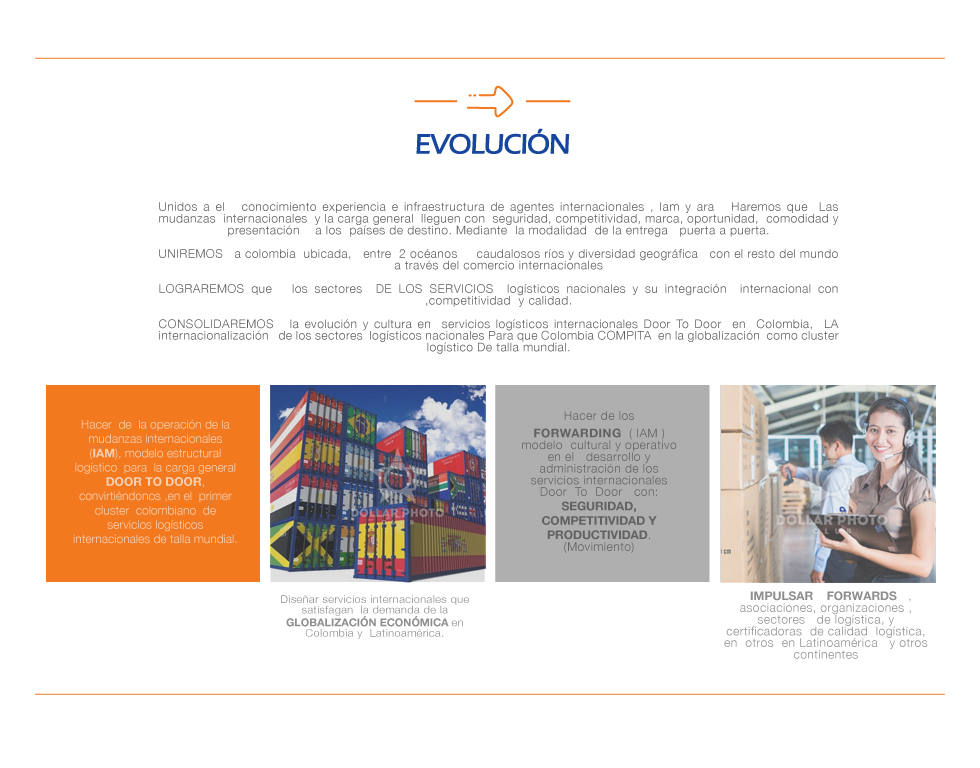 EVOLUCIÓN
Unidos a el conocimiento experiencia e infraestructura de agentes internacionales , Iam y ara Haremos que Las
mudanzas internacionales y la carga general lleguen con seguridad, competitividad, marca, oportunidad, comodidad y
presentación a los países de destino. Mediante la modalidad de la entrega puerta a puerta.
UNIREMOS a colombia ubicada, entre 2 océanos caudalosos ríos y diversidad geográfica con el resto del mundo
a través del comercio internacionales
LOGRAREMOS que los sectores DE LOS SERVICIOS logísticos nacionales y su integración internacional con
,competitividad y calidad.
CONSOLIDAREMOS la evolución y cultura en servicios logísticos internacionales Door To Door en Colombia, LA
internacionalización de los sectores logísticos nacionales Para que Colombia COMPITA en la globalización como cluster
logístico De talla mundial.
Hacer de la operación de la
mudanzas internacionales
(IAM), modelo estructural
logístico para la carga general
DOOR TO DOOR,
convirtiéndonos ,en el primer
cluster colombiano de
servicios logísticos
internacionales de talla mundial.
DOLLAR PHOTO
Diseñar servicios internacionales que
satisfagan la demanda de la
GLOBALIZACIÓN ECONÓMICA en
Colombia y Latinoamérica.
Hacer de los
FORWARDING ( IAM )
modelo cultural y operativo
en el desarrollo y
administración de los
servicios internacionales
Door To Door con:
SEGURIDAD,
COMPETITIVIDAD Y
PRODUCTIVIDAD.
(Movimiento)
DOLLAR PHOTO
IMPULSAR FORWARDS ,
asociaciones, organizaciones ,
sectores de logística, y
certificadoras de calidad logística,
en otros en Latinoamérica y otros
continentes